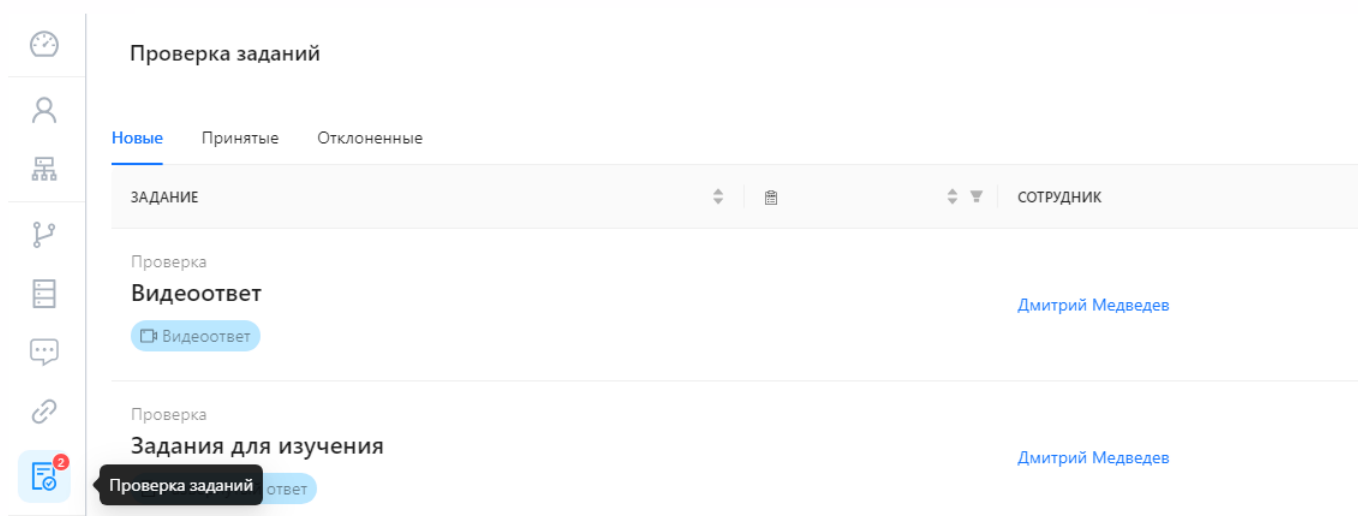 Проверка заданий
Новые Принятые Отклоненные
ЗАДАНИЕ СОТРУДНИК
Проверка
Видеоответ
Дмитрий Медведев
Видеоответ
Проверка
Задания для изучения
Дмитрий Медведев
2
Проверка заданий
ответ